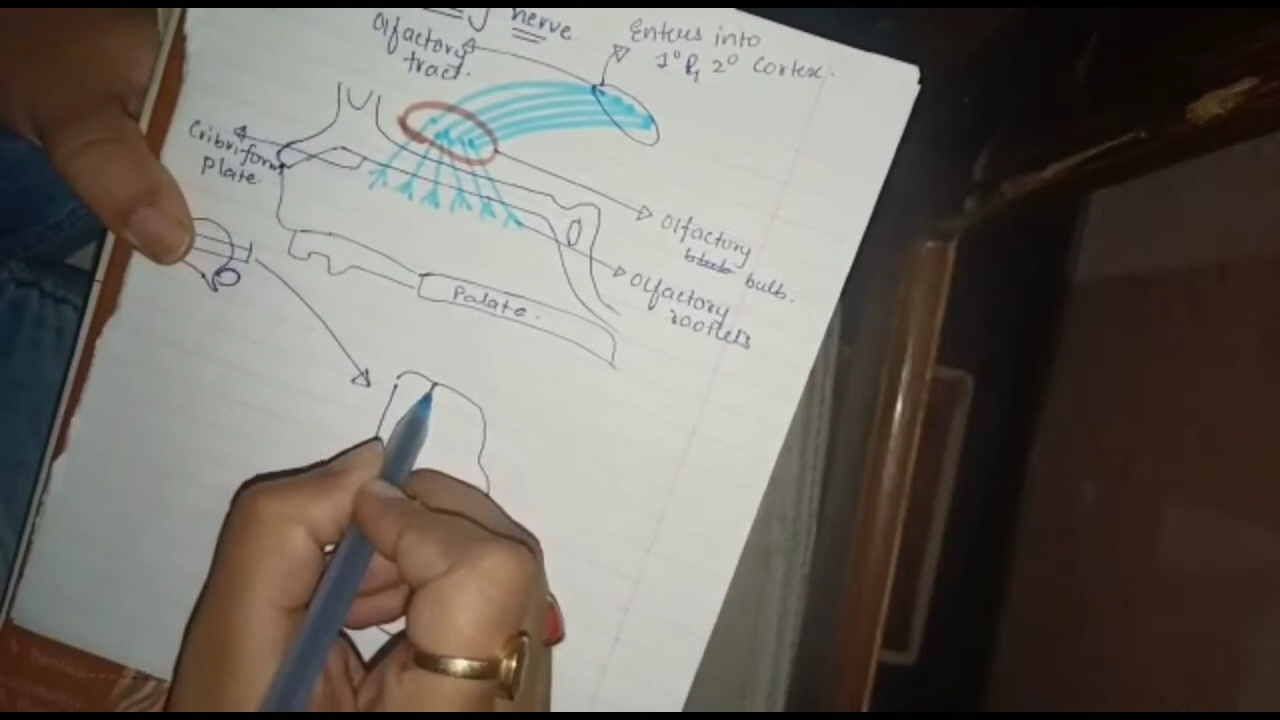 nerve
Olfactory
tract.
Enters into
1° & 2° Cortex.
Cribriform
Plate
Olfactory
bulb.
Olfactory
rootlets
Palate.